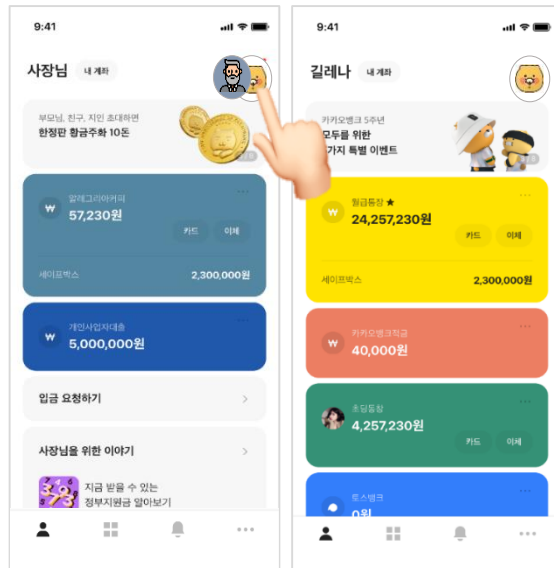 9:41
사장님 내 계좌
부모님, 친구, 지인 초대하면
한정판 황금주화 10돈
알레그리아커피
57,230원
카드 이체
세이프박스 2,300,000원
개인사업자대출
5,000,000원
입금 요청하기
사장님을 위한 이야기
지금 받을 수 있는
정부지원금 알아보기
9:41
길레나 내 계좌
카카오뱅크 5주년
모두를 위한
가지 특별 이벤트
월급통장 ★
24,257,230원
카드 이체
세이프박스 2,300,000원
카카오뱅크적금
40,000원
초딩통장
4,257,230원
카드 이체
토스뱅크
0원